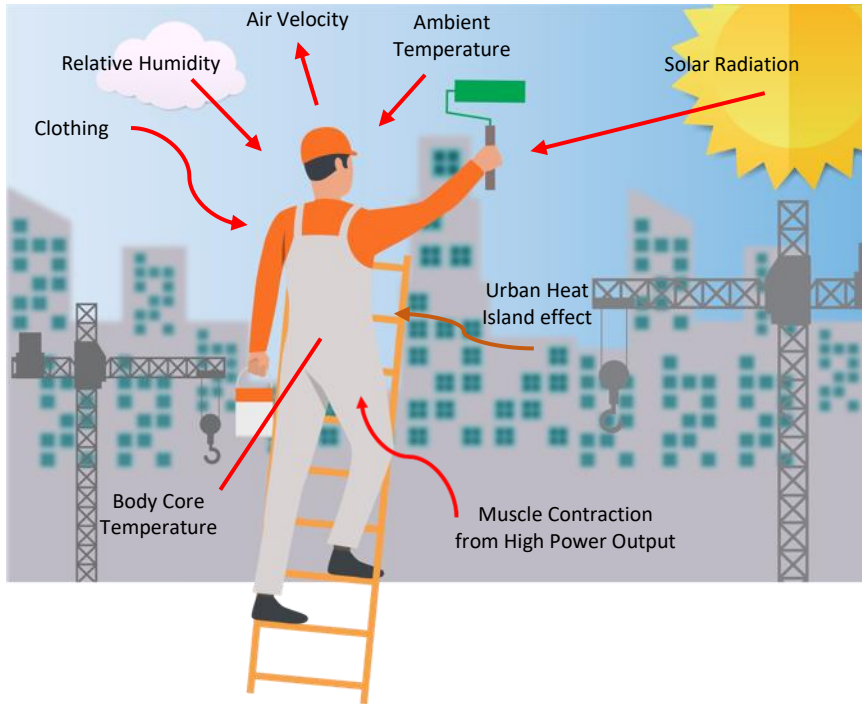 Air Velocity
Ambient
Temperature
Relative Humidity
Solar Radiation
Clothing
Urban Heat
Island effect
Body Core
Temperature
Muscle Contraction
from High Power Output